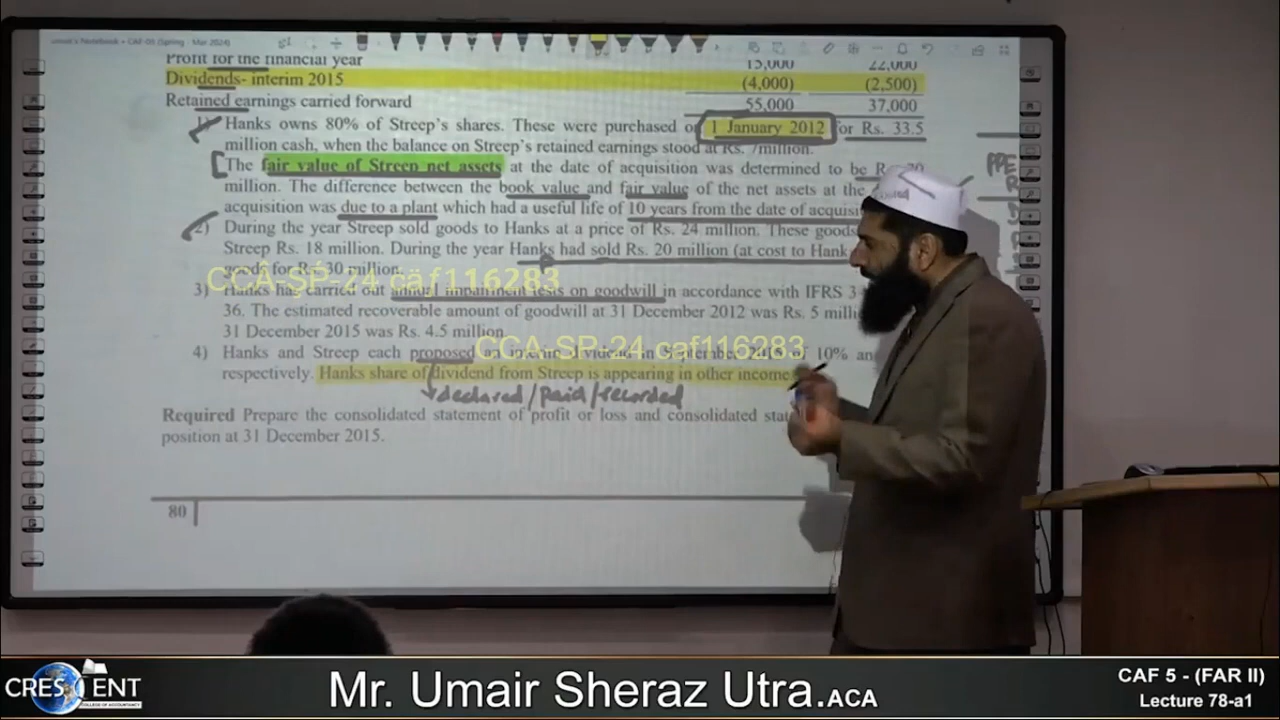 umair's Notebook • CAF-05 (Spring - Mar 2024)
Profit for the financial year 15,000 22,000
Dividends- interim 2015 (4,000) (2,500)
Retained earnings carried forward 55,000 37,000
1) Hanks owns 80% of Streep's shares. These were purchased on 1 January 2012 for Rs. 33.5
million cash, when the balance on Streep's retained earnings stood at Rs. 7million.
The fair value of Streep net assets at the date of acquisition was determined to be
million. The difference between the book value and fair value of the net assets at the
acquisition was due to a plant which had a useful life of 10 years from the date of
2) During the year Streep sold goods to Hanks at a price of Rs. 24 million. These goods
Streep Rs. 18 million. During the year Hanks had sold Rs. 20 million (at cost to Hank
goods for Rs. 30 million.
CCA-SP-24 caf116283
3) Hanks has carried out annual impairment tests on goodwill in accordance with IFRS 3
36. The estimated recoverable amount of goodwill at 31 December 2012 was Rs. 5
31 December 2015 was Rs. 4.5 million.
4) Hanks and Streep each proposed an interim dividend in September 2015 of 10% an
CCA-SP-24 caf116283
respectively. Hanks share of dividend from Streep is appearing in other income.
declared/paid/recorded
Required Prepare the consolidated statement of profit or loss and consolidated
position at 31 December 2015.
80
PPE
CRESCENT
COLLEGE OF ACCOUNTANCY
Mr. Umair Sheraz Utra.ACA
CAF 5 - (FAR II)
Lecture 78-a1